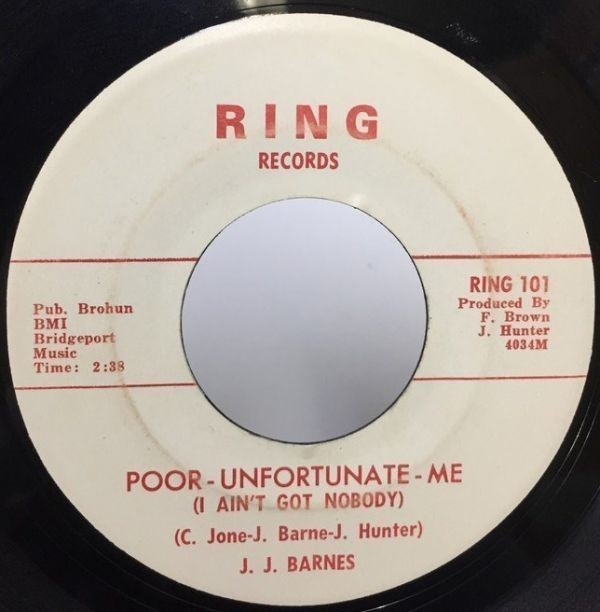 RING
RECORDS
Pub. Brohun
BMI
Bridgeport
Music
Time: 2:38
RING 101
Produced By
F. Brown
J. Hunter
4034M
POOR-UNFORTUNATE-ME
(I AIN'T GOT NOBODY)
(C. Jone-J. Barne-J. Hunter)
J. J. BARNES